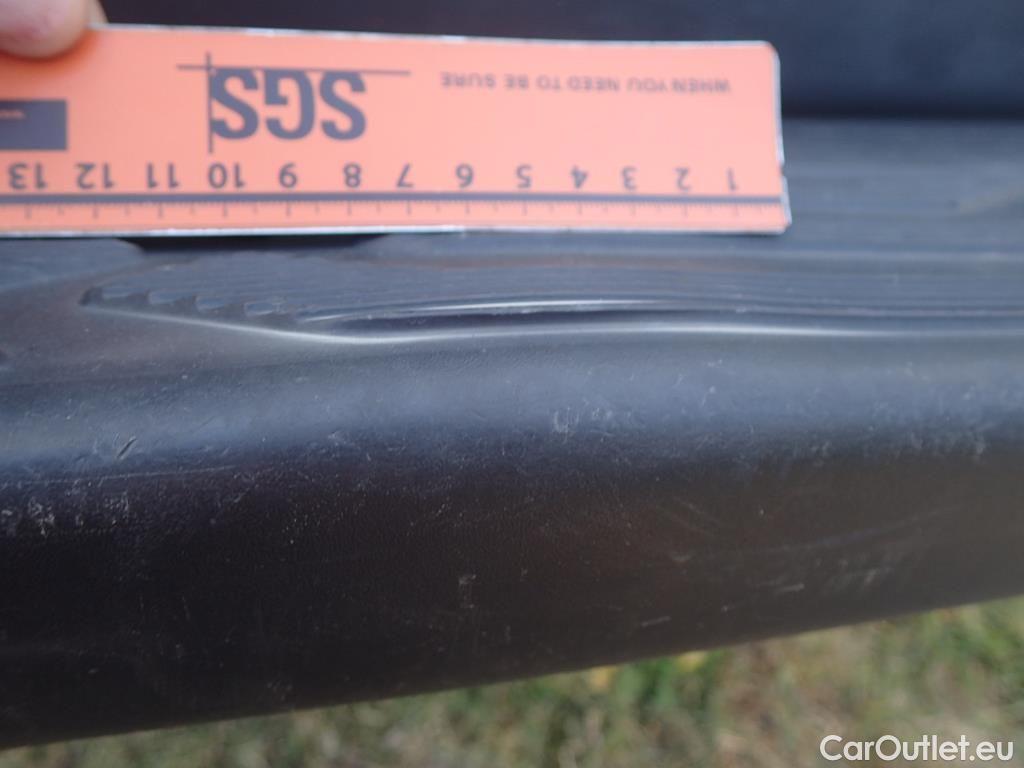 WHEN YOU NEED TO BE SURE
SGS
1 2 3 4 5 6 7 8 9 10 11 12 13
CarOutlet.eu